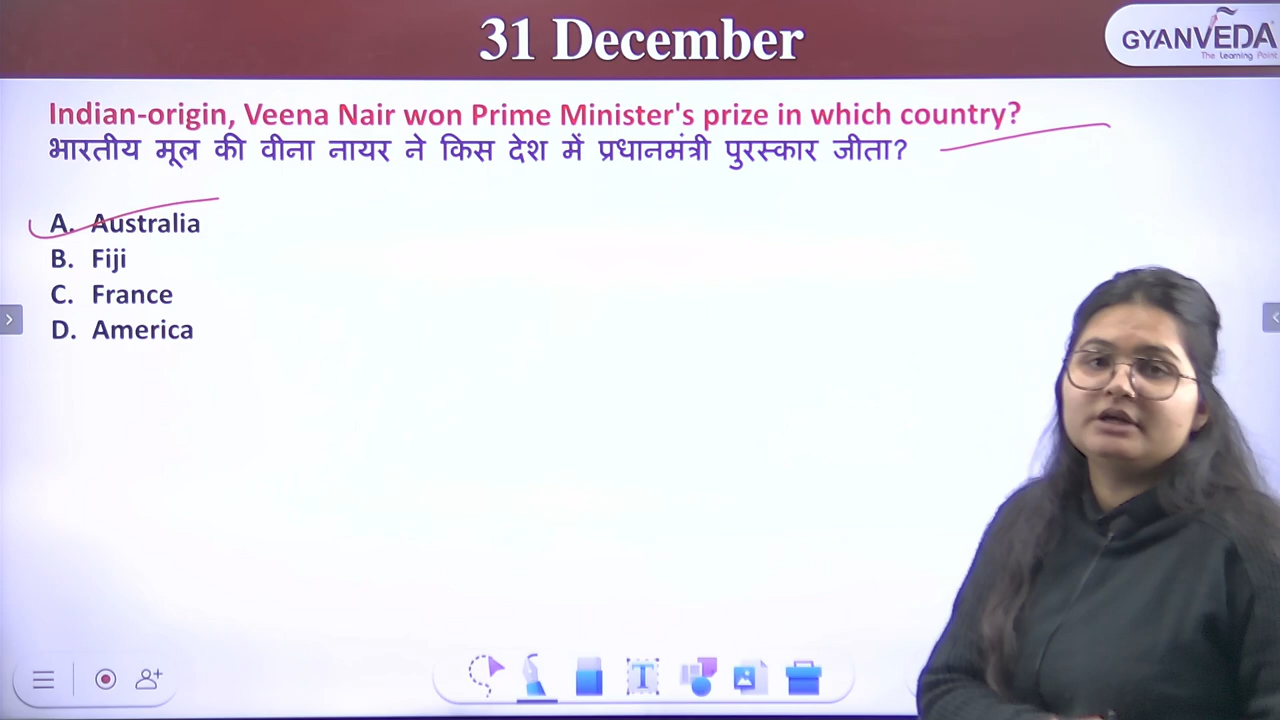 31 December
GYANVEDA
The Learning Point
Indian-origin, Veena Nair won Prime Minister's prize in which country?
भारतीय मूल की वीना नायर ने किस देश में प्रधानमंत्री पुरस्कार जीता?
A. Australia
B. Fiji
C. France
D. America
T